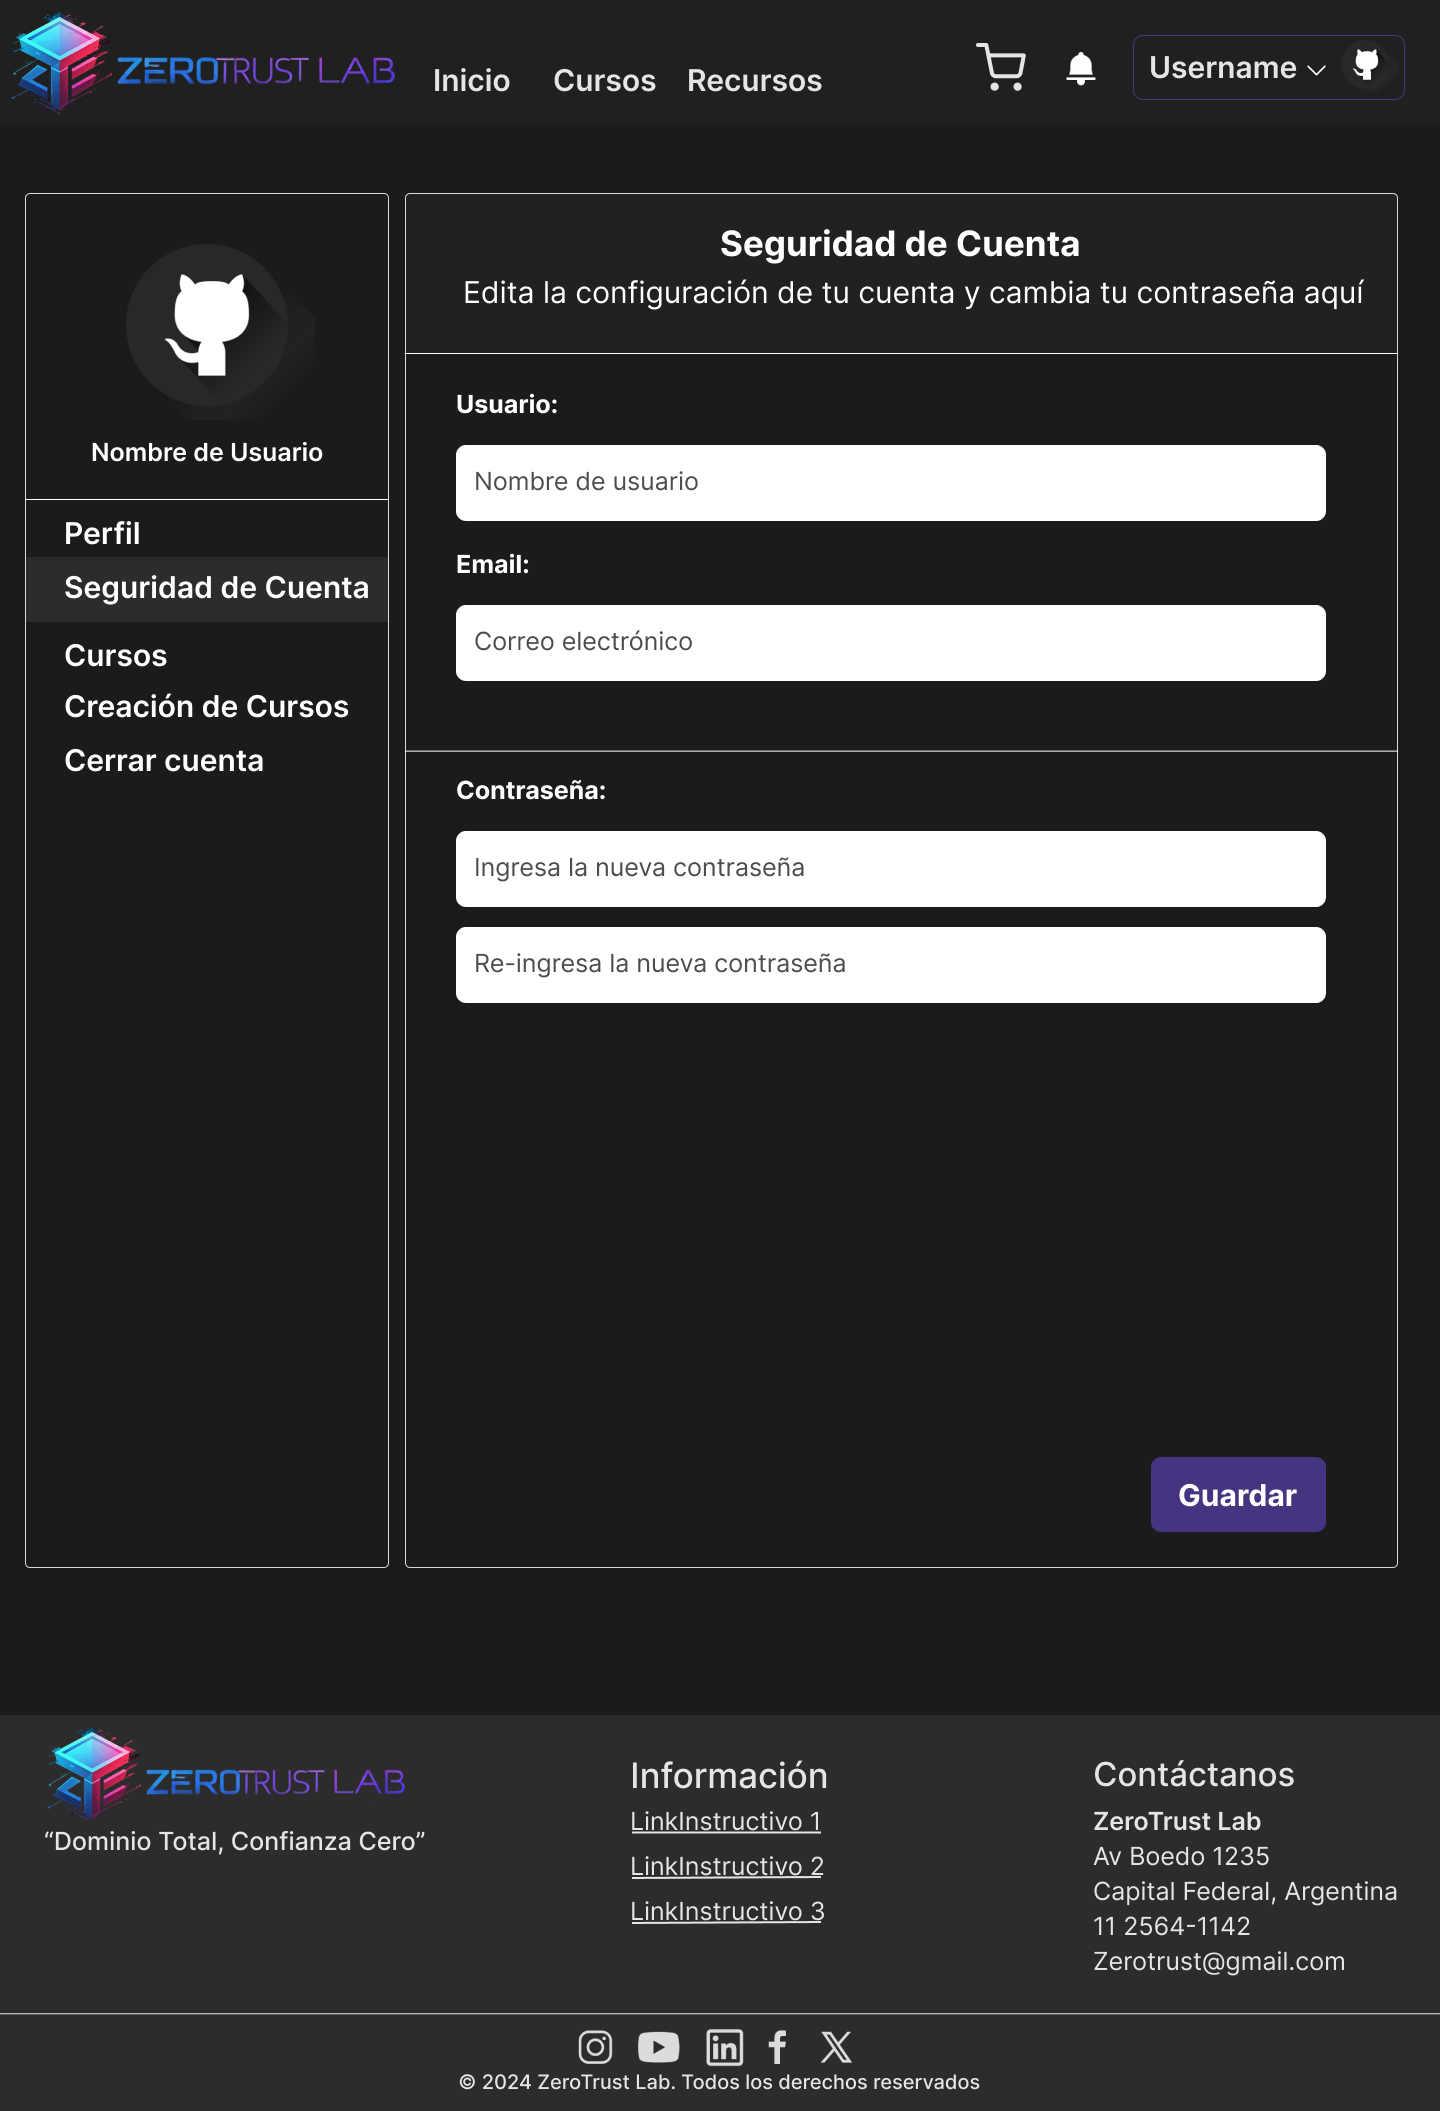 ZEROTRUST LAB
Inicio Cursos Recursos
Username
Nombre de Usuario
Perfil
Seguridad de Cuenta
Cursos
Creación de Cursos
Cerrar cuenta
Seguridad de Cuenta
Edita la configuración de tu cuenta y cambia tu contraseña aquí
Usuario:
Nombre de usuario
Email:
Correo electrónico
Contraseña:
Ingresa la nueva contraseña
Re-ingresa la nueva contraseña
Guardar
ZEROTRUST LAB
“Dominio Total, Confianza Cero”
Información
LinkInstructivo 1
LinkInstructivo 2
LinkInstructivo 3
Contáctanos
ZeroTrust Lab
Av Boedo 1235
Capital Federal, Argentina
11 2564-1142
Zerotrust@gmail.com
© 2024 ZeroTrust Lab. Todos los derechos reservados